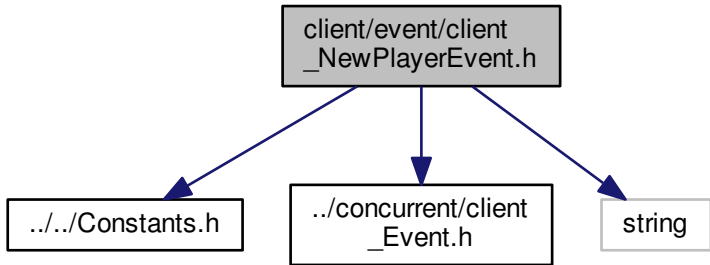 client/event/client
_NewPlayerEvent.h
../../Constants.h
../concurrent/client
_Event.h
string